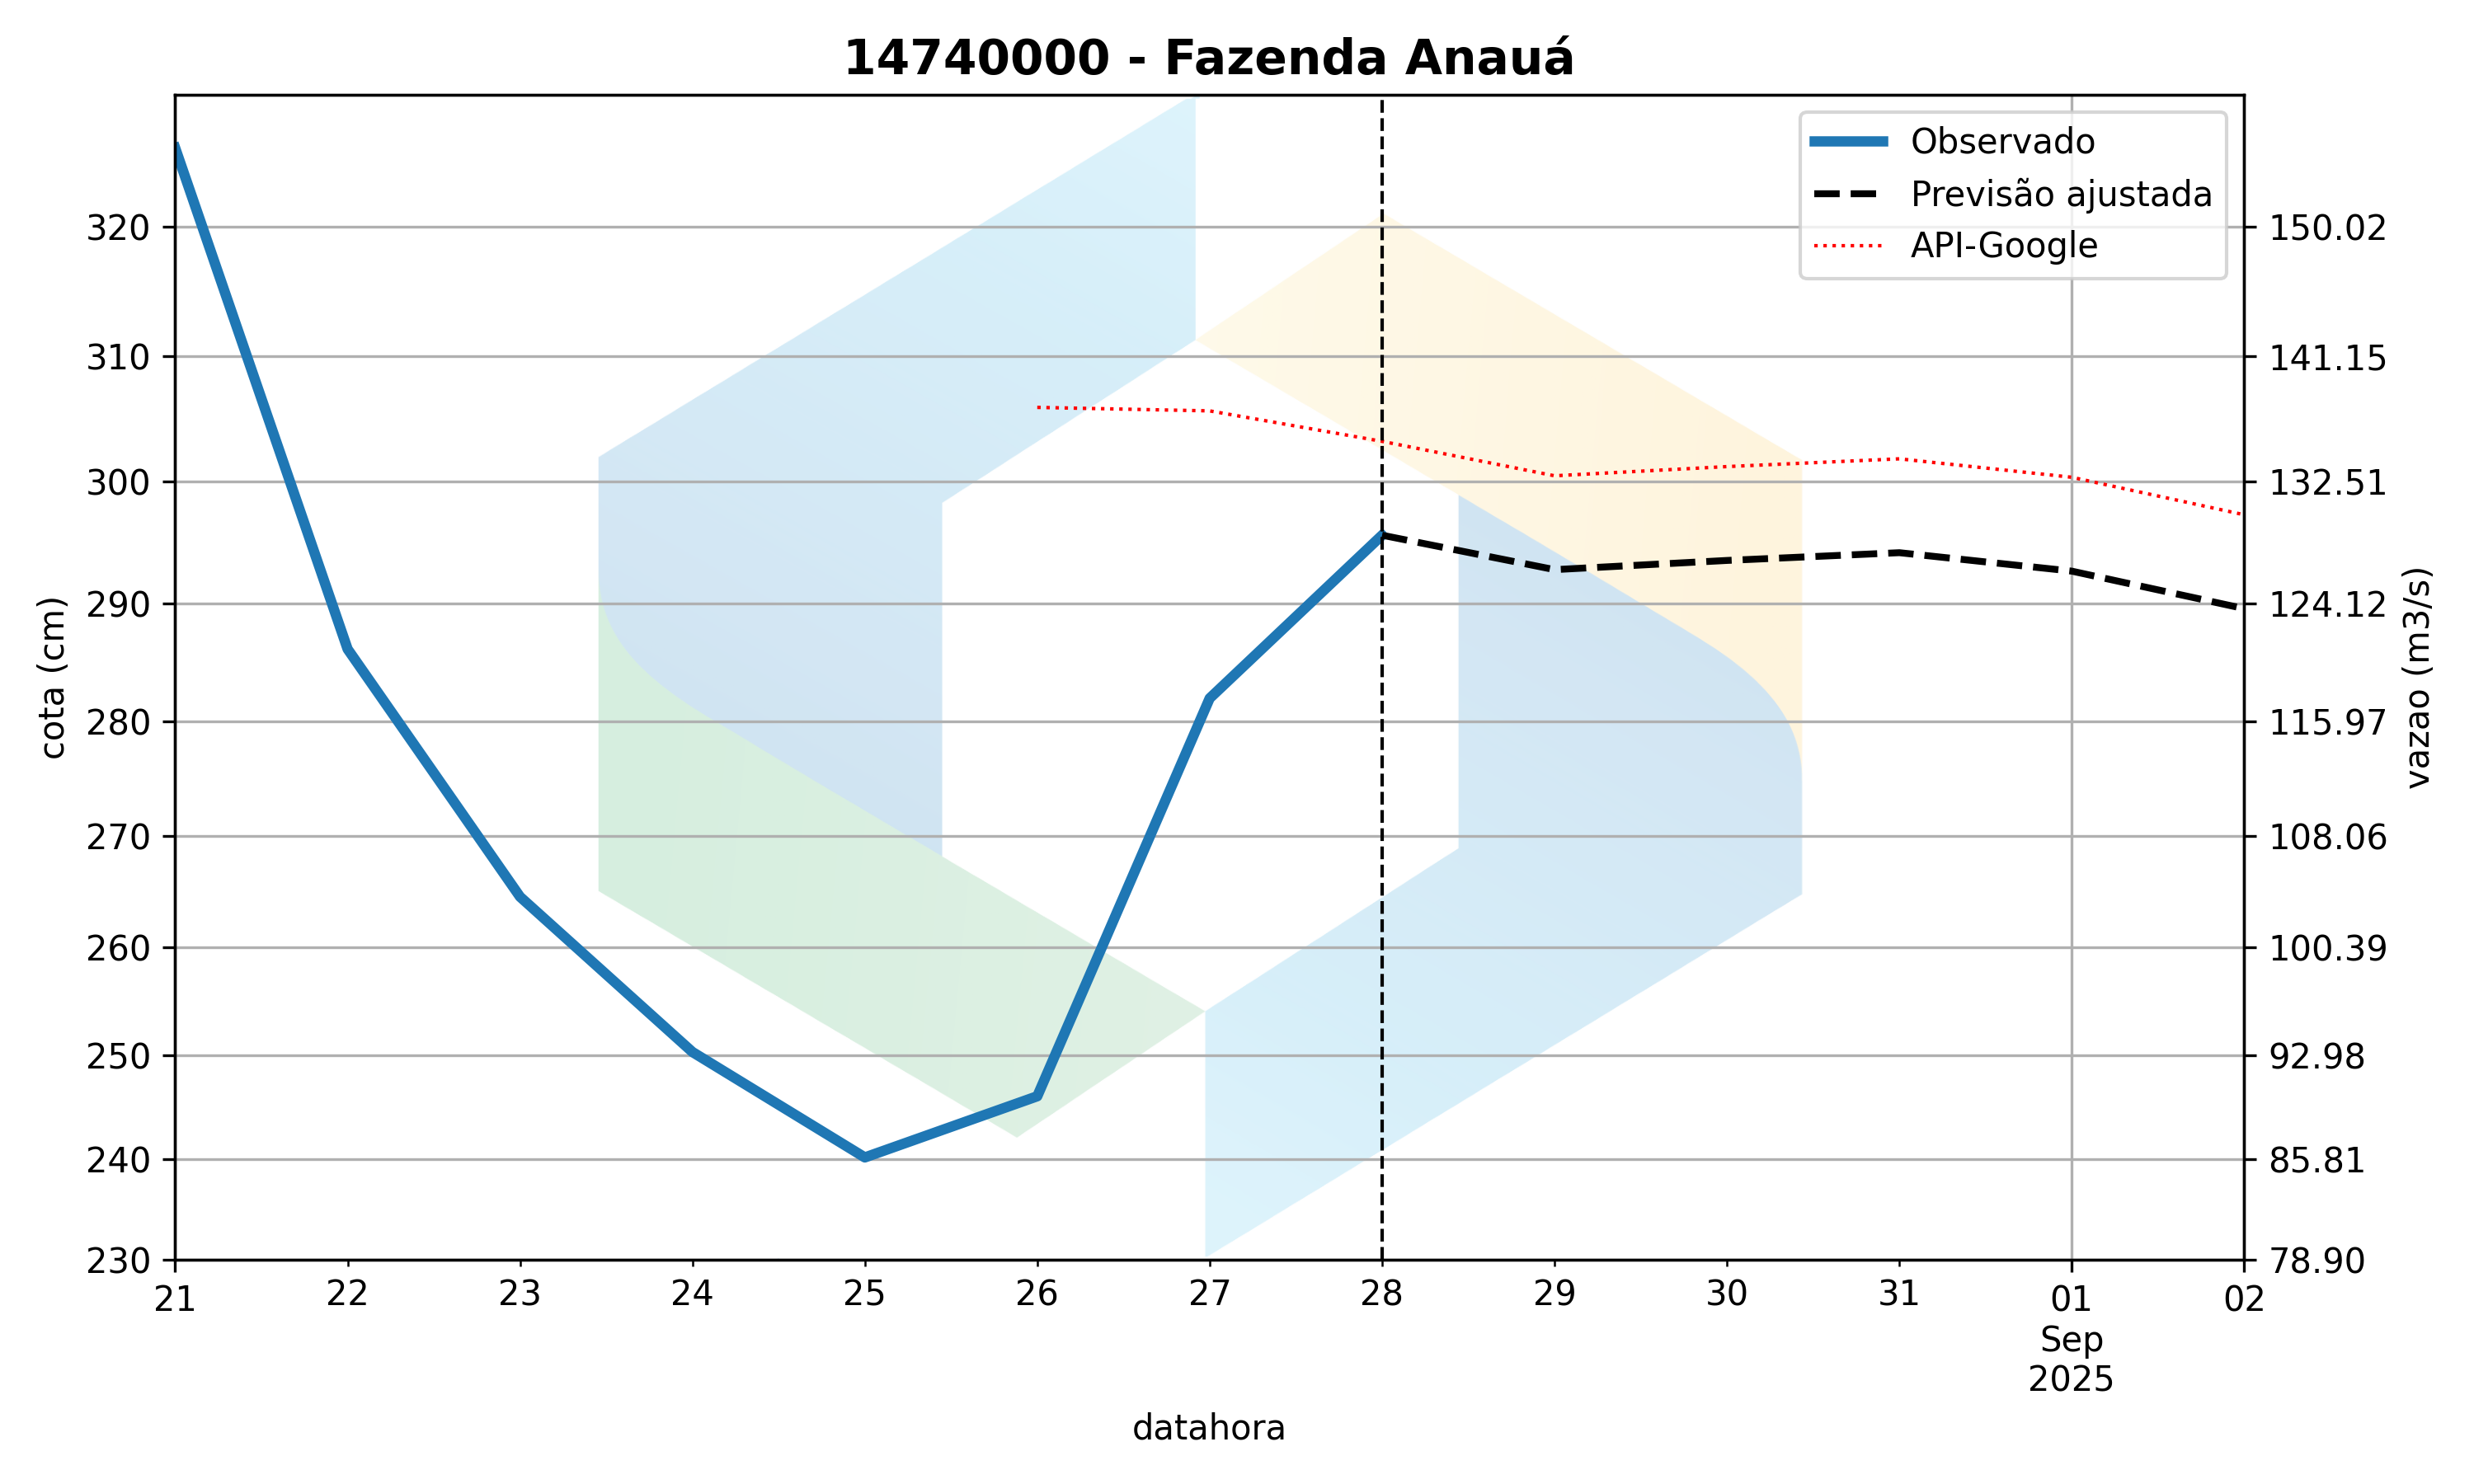 14740000 - Fazenda Anauá
Observado
Previsão ajustada
API-Google
320
310
300
290
280
270
260
250
240
230
cota (cm)
150.02
141.15
132.51
124.12
115.97
108.06
100.39
92.98
85.81
78.90
vazao (m3/s)
21 22 23 24 25 26 27 28 29 30 31 01 02
Sep
2025
datahora